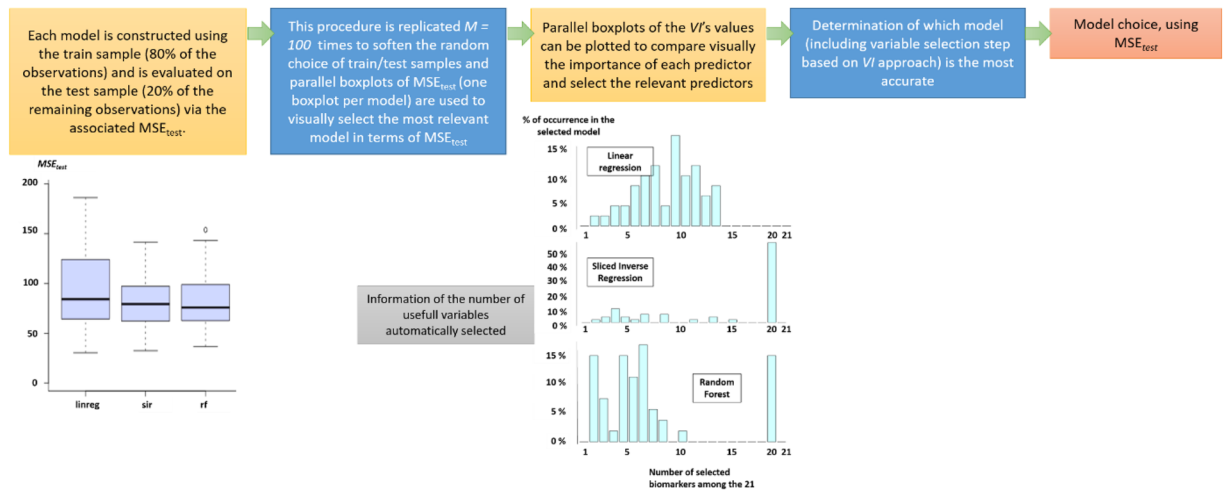 Each model is constructed using
the train sample (80% of the
observations) and is evaluated on
the test sample (20% of the
remaining observations) via the
associated MSEtest.
This procedure is replicated M =
100 times to soften the random
choice of train/test samples and
parallel boxplots of MSEtest (one
boxplot per model) are used to
visually select the most relevant
model in terms of MSEtest
Parallel boxplots of the VI's values
can be plotted to compare visually
the importance of each predictor
and select the relevant predictors
Determination of which model
(including variable selection step
based on VI approach) is the most
accurate
Model choice, using
MSEtest
MSEtest
200
150
100
50
0
linreg sir rf
Information of the number of
usefull variables
automatically selected
% of occurrence in the
selected model
15 %
10 %
5 %
0 %
Linear
regression
1 5 10 15 20 21
50 %
40 %
30 %
20 %
10 %
0 %
Sliced Inverse
Regression
1 5 10 15 20 21
15 %
10 %
5 %
0 %
Random
Forest
1 5 10 15 20 21
Number of selected
biomarkers among the 21